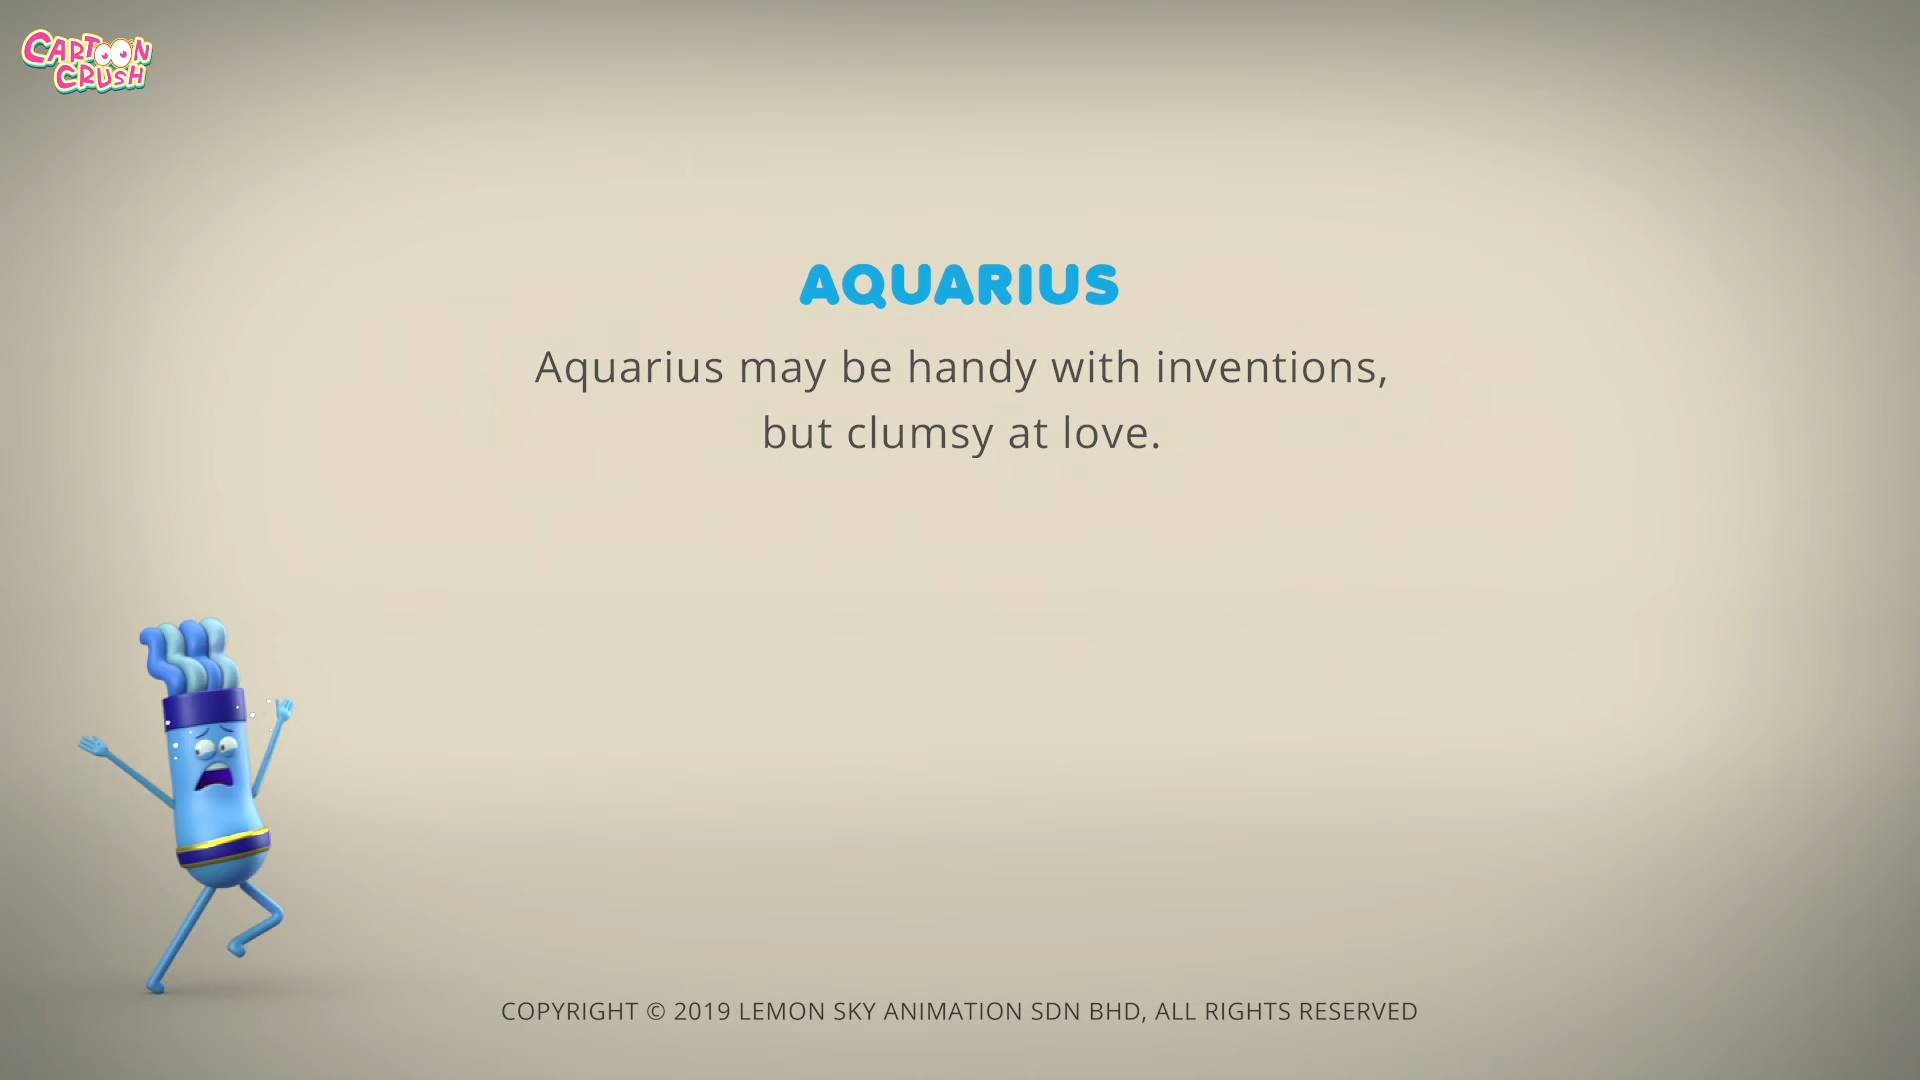 CARTOON
CRUSH
AQUARIUS
Aquarius may be handy with inventions,
but clumsy at love.
COPYRIGHT © 2019 LEMON SKY ANIMATION SDN BHD, ALL RIGHTS RESERVED